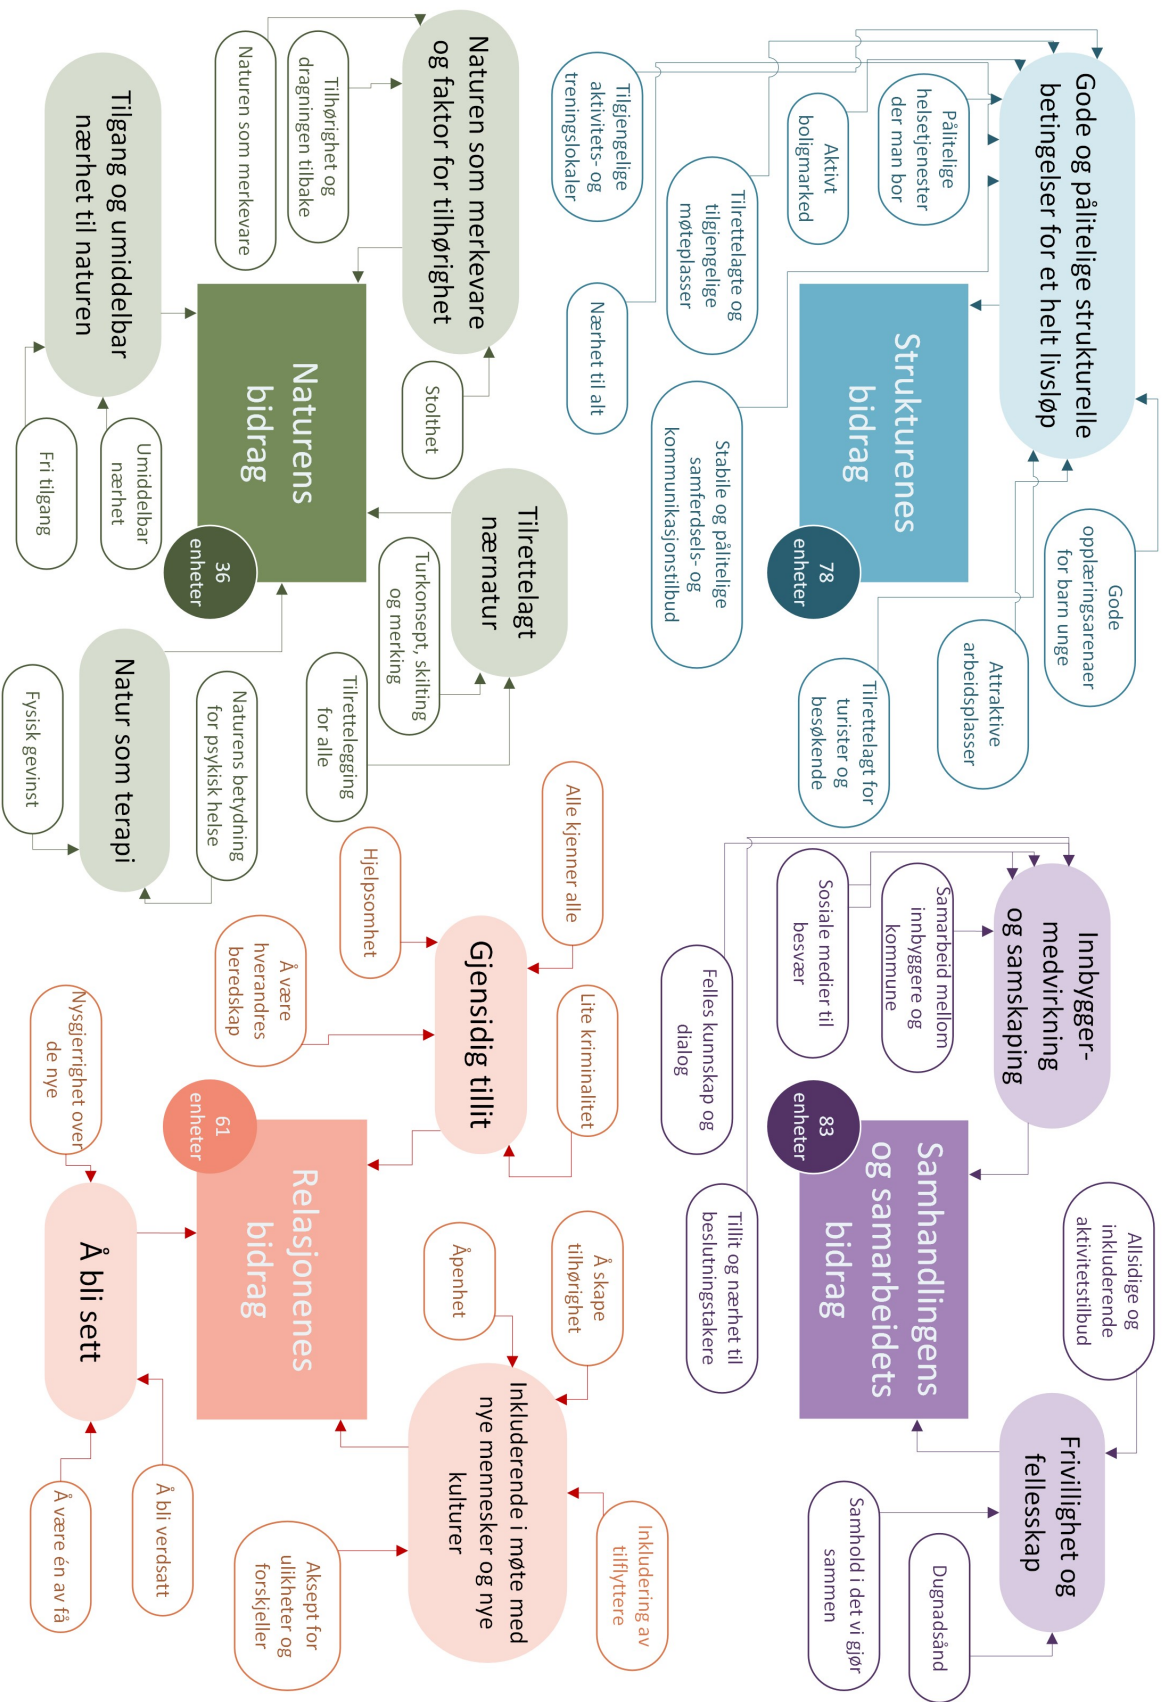 Gode og pålitelige strukturelle
betingelser for et helt livsløp
Pålitelige
helsetjenester
der man bor
Aktivt
boligmarked
Tilrettelagte og
tilgjengelige
møteplasser
Tilgjengelige
aktivitets- og
treningslokaler
Nærhet til alt
Stabile og pålitelige
samferdsels- og
kommunikasjonstilbud
Strukturenes
bidrag
78
enheter
Gode
opplæringsarenaer
for barn unge
Attraktive
arbeidsplasser
Tilrettelagt for
turister og
besøkende
Innbygger-
medvirkning
og samskaping
Samarbeid mellom
innbyggere og
kommune
Sosiale medier til
besvær
Felles kunnskap og
dialog
Tillit og nærhet til
beslutningstakere
Samhandlingens
og samarbeidets
bidrag
83
enheter
Allsidige og
inkluderende
aktivitetstilbud
Frivillighet og
fellesskap
Dugnadsånd
Samhold i det vi gjør
sammen
Naturen som merkevare
og faktor for tilhørighet
Tilhørighet og
dragningen tilbake
Naturen som merkevare
Stolthet
Tilgang og umiddelbar
nærhet til naturen
Umiddelbar
nærhet
Fri tilgang
Naturens
bidrag
36
enheter
Tilrettelagt
nærnatur
Turkonsept, skilting
og merking
Tilrettelegging
for alle
Natur som terapi
Naturens betydning
for psykisk helse
Fysisk gevinst
Alle kjenner alle
Hjelpsomhet
Å være
hverandres
beredskap
Gjensidig tillit
Lite kriminalitet
Relasjonenes
bidrag
61
enheter
Nysgjerrighet over
de nye
Å bli sett
Å bli verdsatt
Å være én av få
Å skape
tilhørighet
Åpenhet
Inkluderende i møte med
nye mennesker og nye
kulturer
Inkludering av
tilflyttere
Aksept for
ulikheter og
forskjeller